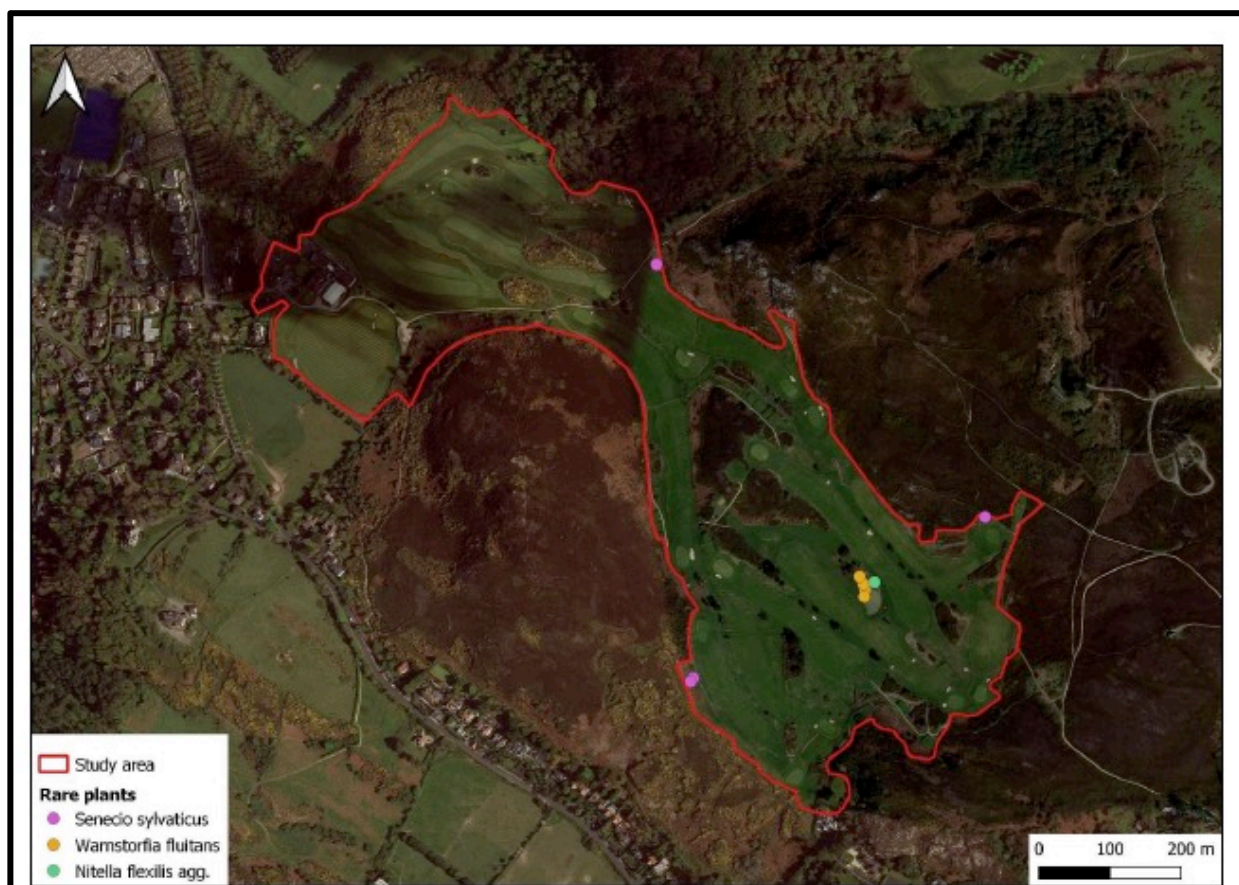 Study area
Rare plants
Senecio sylvaticus
Warnstorfia fluitans
Nitella flexilis agg.
0 100 200 m